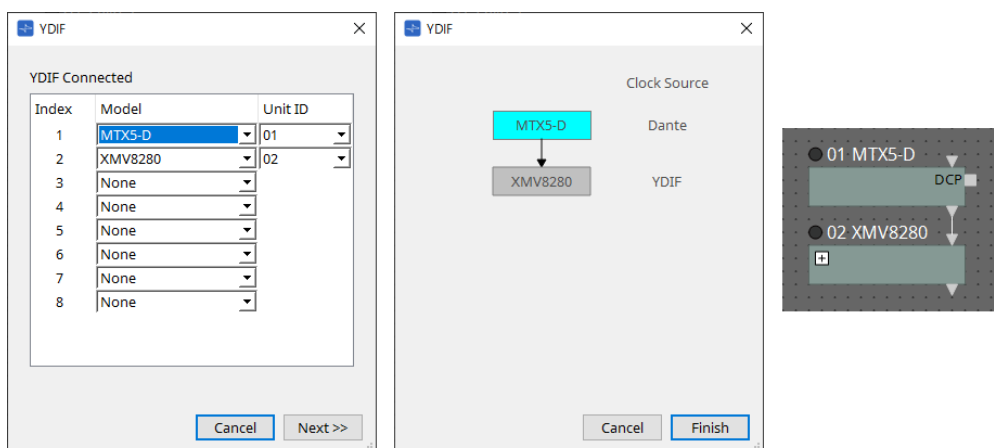 YDIF
YDIF Connected
Index Model Unit ID
1 MTX5-D 01
2 XMV8280 02
3 None
4 None
5 None
6 None
7 None
8 None
Cancel Next >>
YDIF
Clock Source
MTX5-D Dante
XMV8280 YDIF
Cancel Finish
01 MTX5-D
DCP
02 XMV8280